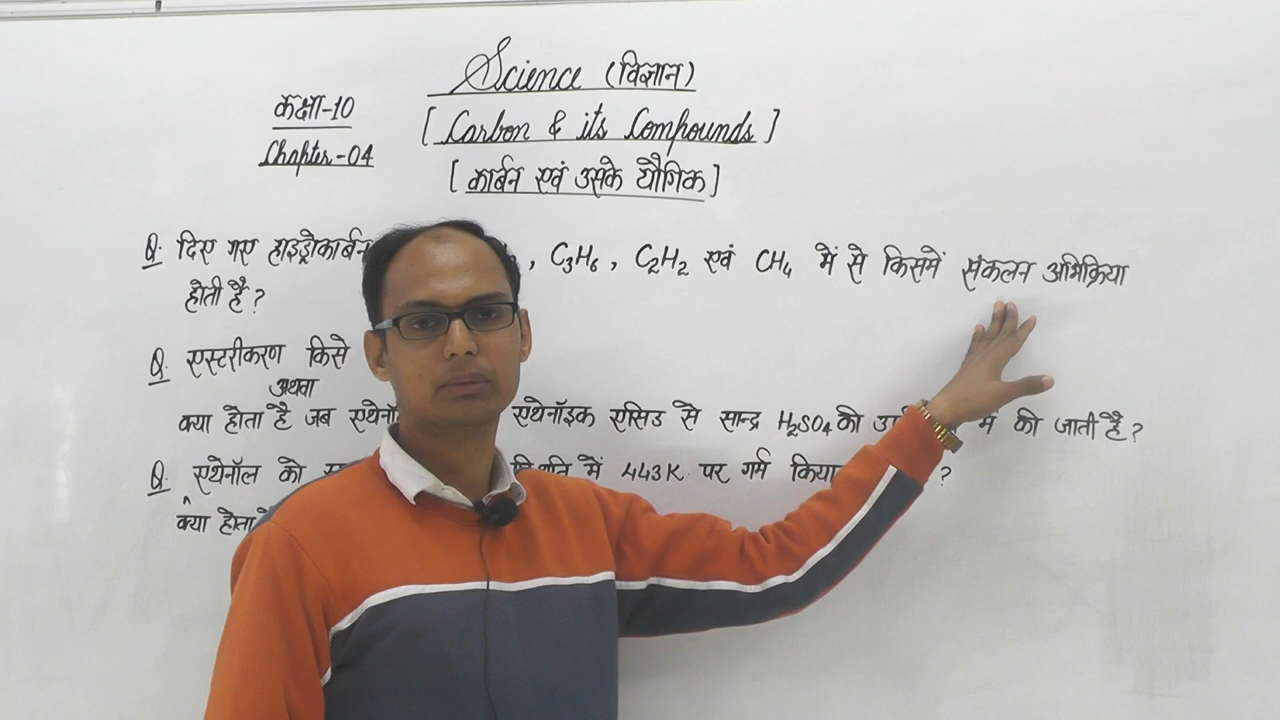 Science (विज्ञान)
कक्षा-10
[ Carbon & its Compounds ]
Chapter-04
[ कार्बन एवं उसके यौगिक ]
Q. दिए गए हाइड्रोकार्बन , C₃H₆ , C₂H₂ एवं CH₄ में से किसमें संकलन अभिक्रिया
होती है ?
Q. एस्टरीकरण किसे
अथवा
क्या होता है जब एथेनॉइक एसिड से सान्द्र H₂SO₄ की में की जाती है ?
Q. एथेनॉल को में 443K पर गर्म किया ?
क्या होता